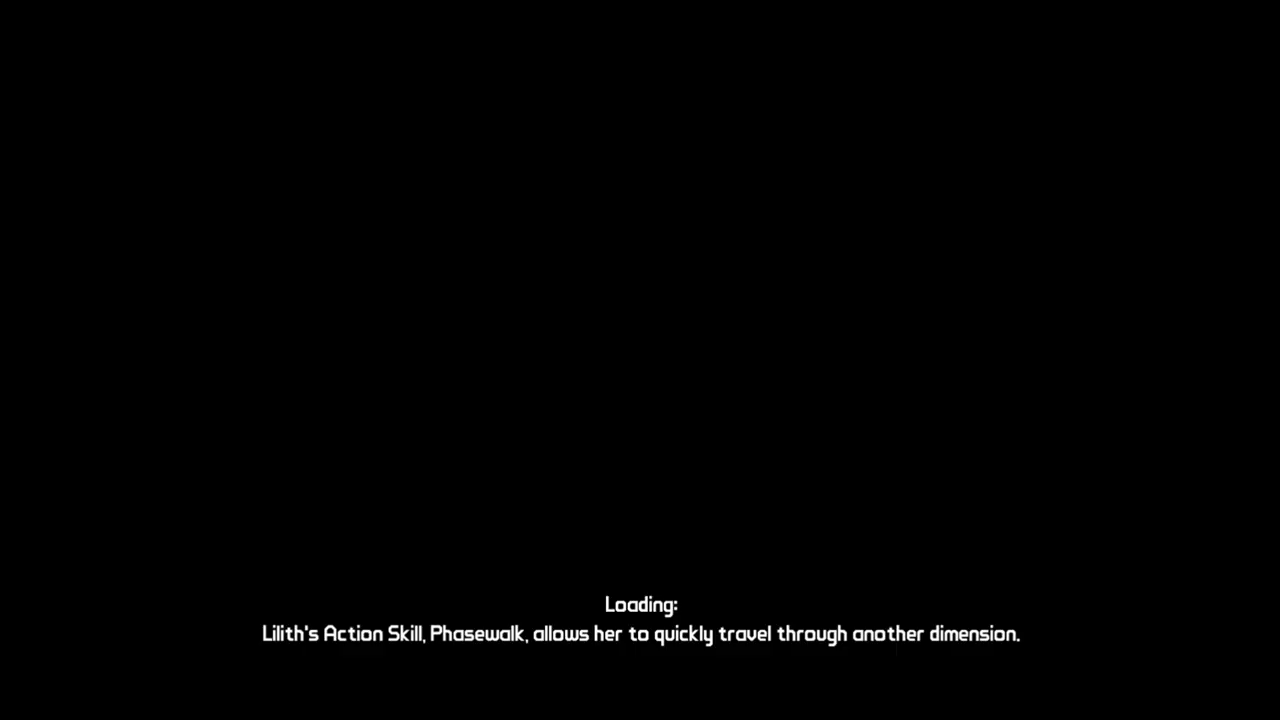 Loading:
Lilith's Action Skill, Phasewalk, allows her to quickly travel through another dimension.